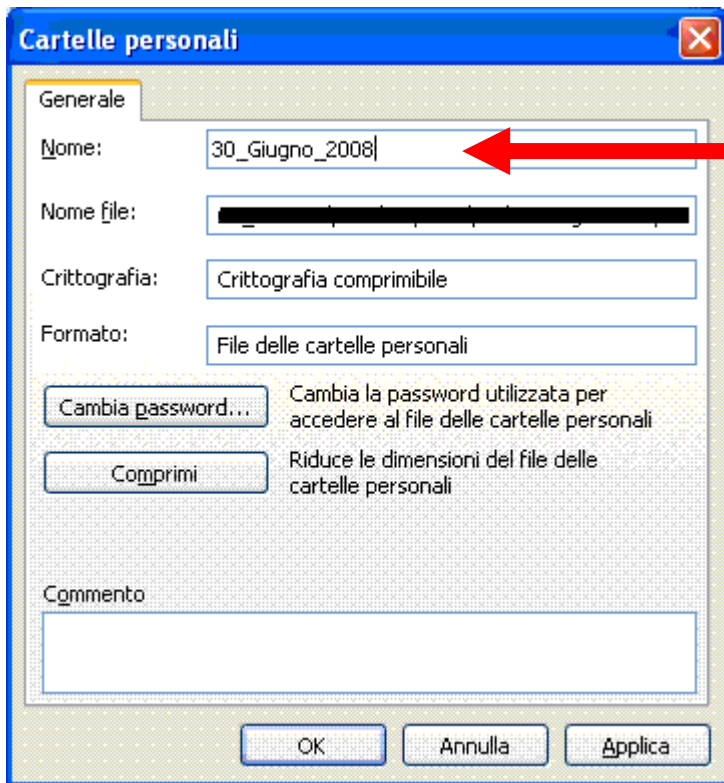 Cartelle personali
Generale
Nome: 30_Giugno_2008
Nome file:
Crittografia: Crittografia comprimibile
Formato: File delle cartelle personali
Cambia password... Cambia la password utilizzata per
accedere al file delle cartelle personali
Comprimi Riduce le dimensioni del file delle
cartelle personali
Commento
OK Annulla Applica